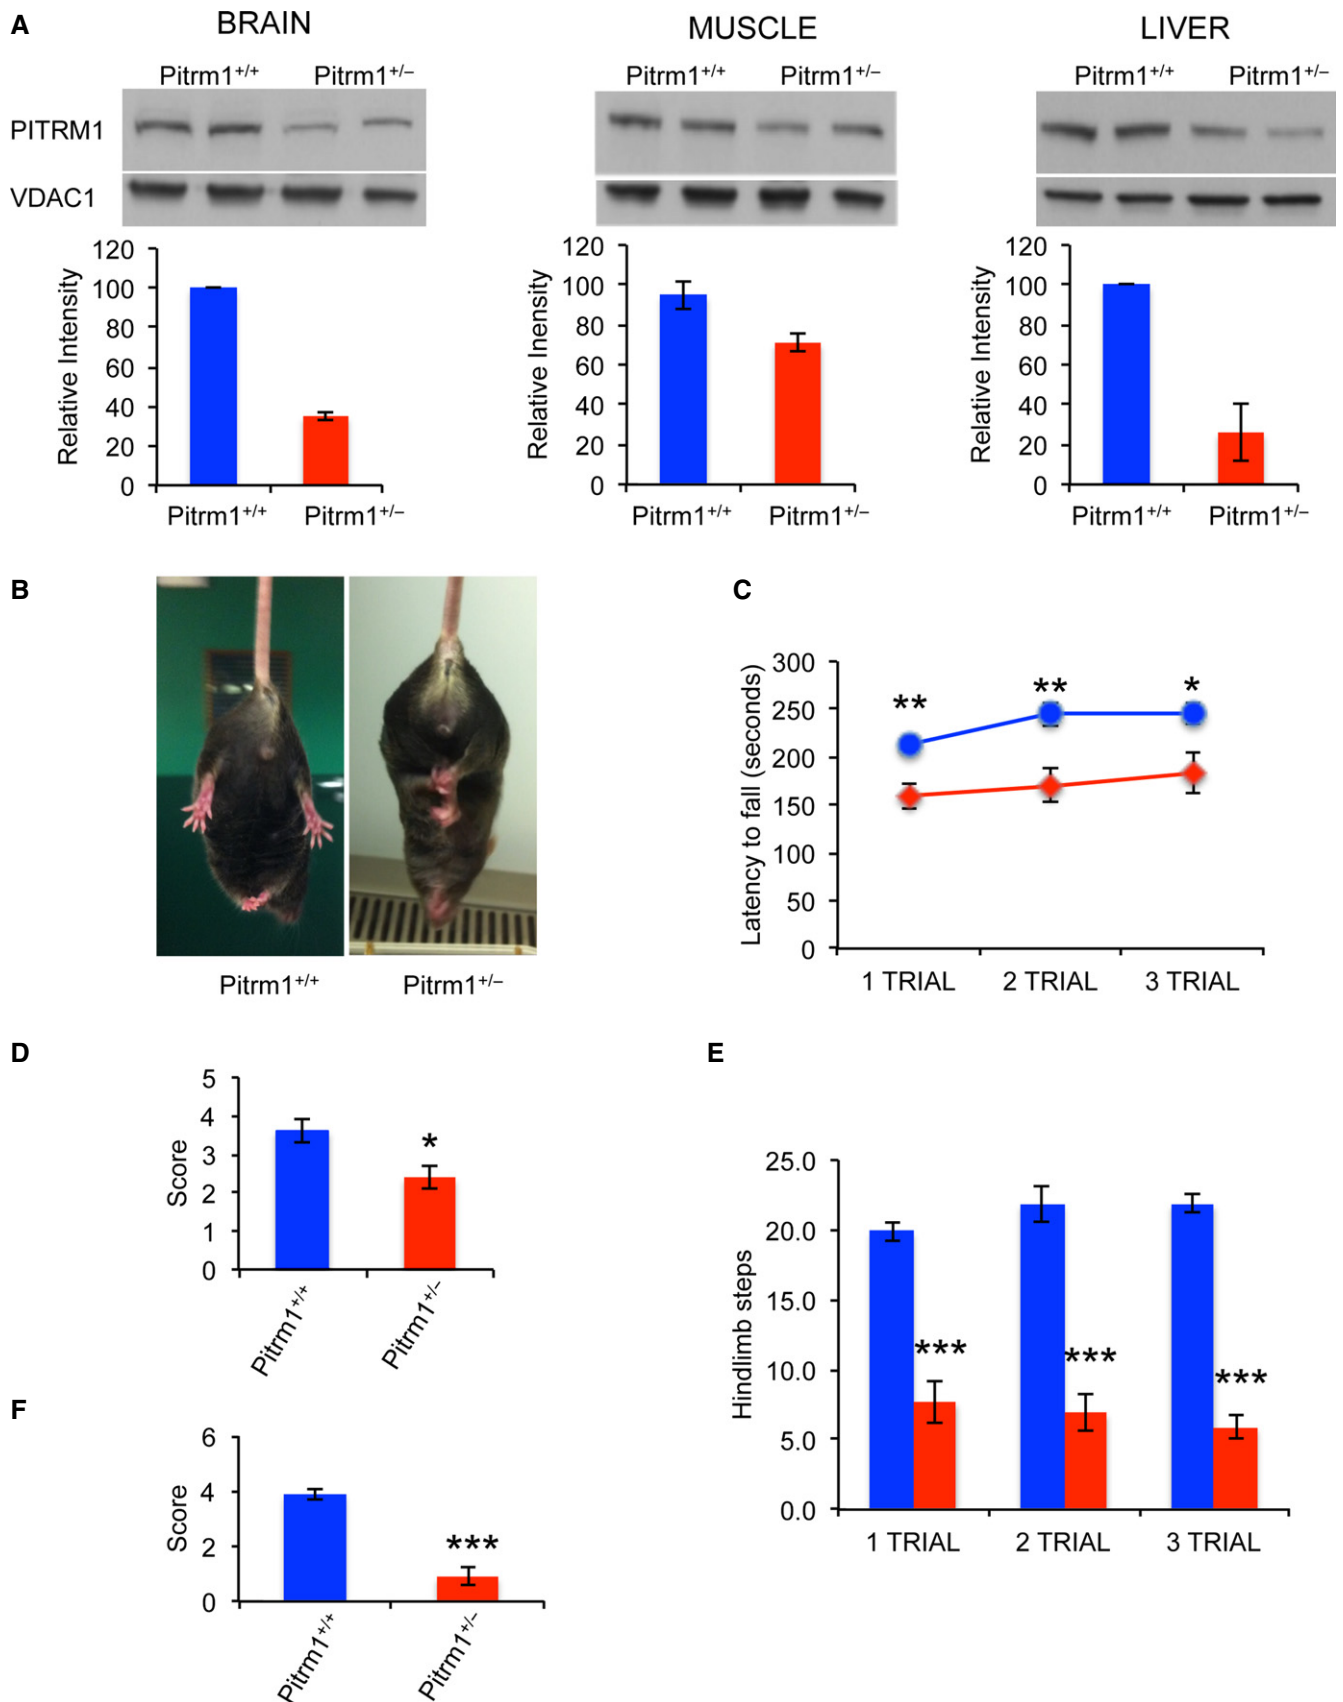 A
BRAIN
MUSCLE
LIVER
Pitrm1+/+ Pitrm1+/–
Pitrm1+/+ Pitrm1+/–
Pitrm1+/+ Pitrm1+/–
PITRM1
VDAC1
Relative Intensity
120
100
80
60
40
20
0
Pitrm1+/+ Pitrm1+/–
Relative Inensity
120
100
80
60
40
20
0
Pitrm1+/+ Pitrm1+/–
Relative Intensity
120
100
80
60
40
20
0
Pitrm1+/+ Pitrm1+/–
B
Pitrm1+/+ Pitrm1+/–
C
Latency to fall (seconds)
300
250
200
150
100
50
0
** ** *
1 TRIAL 2 TRIAL 3 TRIAL
D
Score
5
4
3
2
1
0
*
Pitrm1+/+ Pitrm1+/–
E
Hindlimb steps
25.0
20.0
15.0
10.0
5.0
0.0
*** *** ***
1 TRIAL 2 TRIAL 3 TRIAL
F
Score
6
4
2
0
***
Pitrm1+/+ Pitrm1+/–